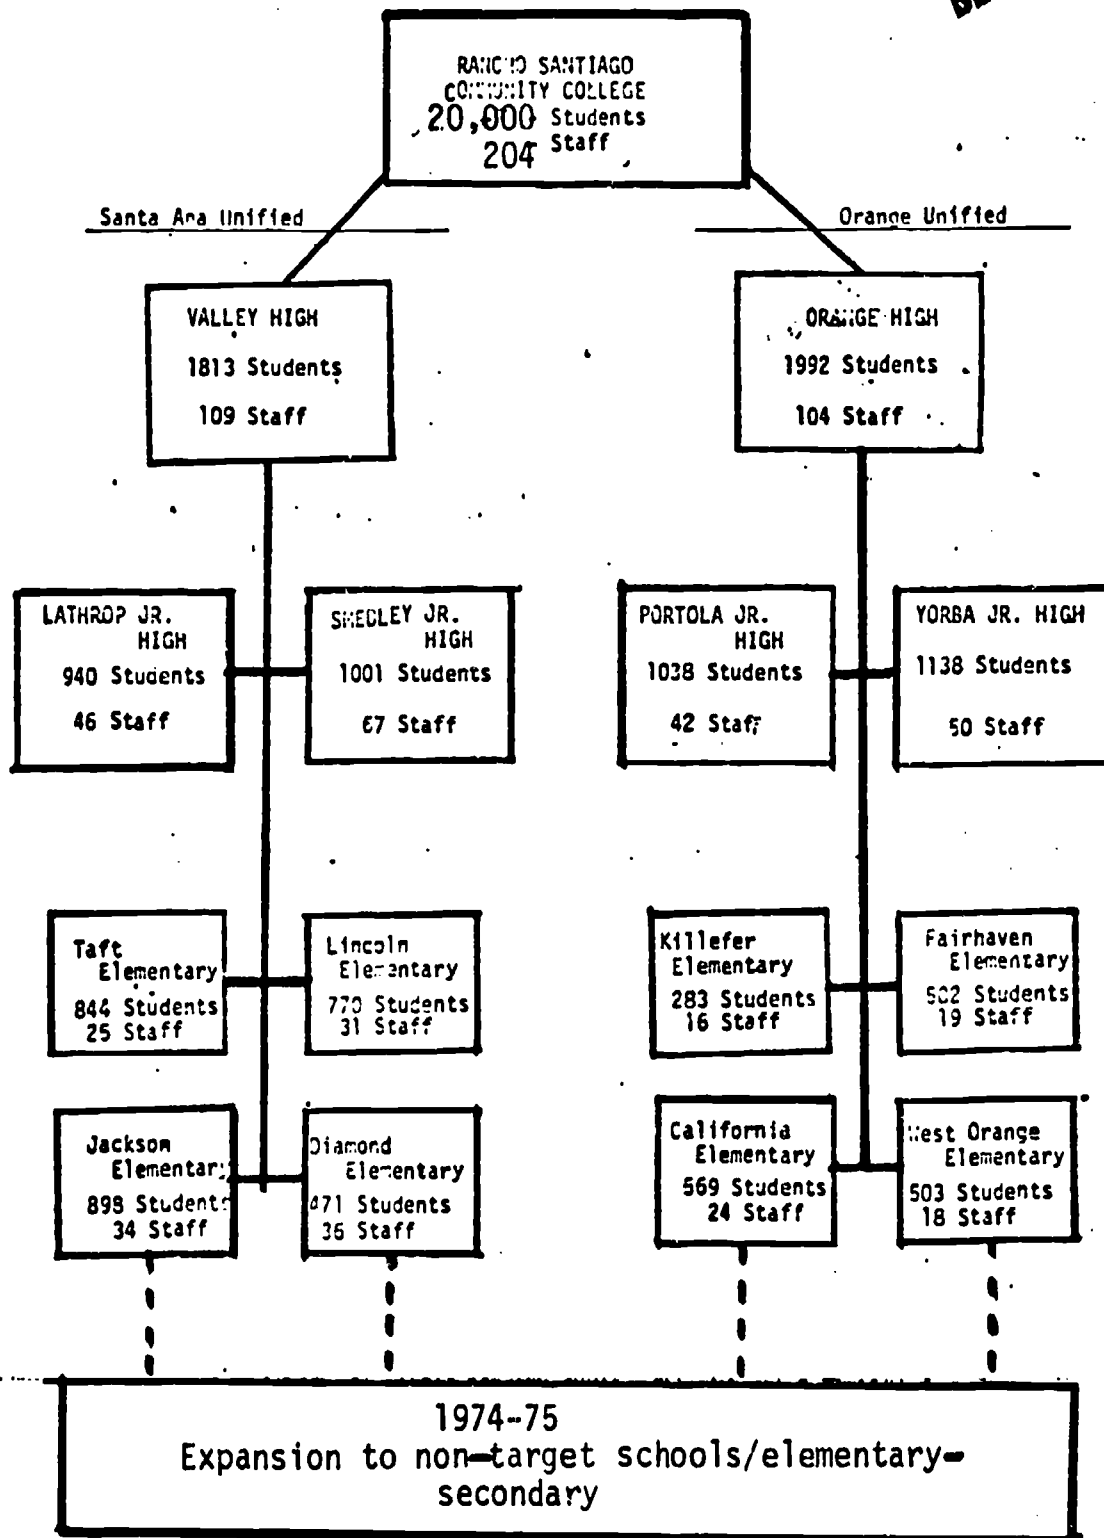 RANCHO SANTIAGO
COMMUNITY COLLEGE
20,000 Students
204 Staff
Santa Ana Unified
Orange Unified
VALLEY HIGH
1813 Students
109 Staff
ORANGE HIGH
1992 Students
104 Staff
LATHROP JR.
HIGH
940 Students
46 Staff
JR.
HIGH
1001 Students
67 Staff
PORTOLA JR.
HIGH
1038 Students
42 Staff
YORBA JR. HIGH
1138 Students
50 Staff
Taft
Elementary
844 Students
25 Staff
Lincoln
Elementary
770 Students
31 Staff
Killefer
Elementary
283 Students
16 Staff
Fairhaven
Elementary
Students
19 Staff
Jackson
Elementary
898 Students
34 Staff
Diamond
Elementary
471 Students
36 Staff
California
Elementary
569 Students
24 Staff
West Orange
Elementary
503 Students
18 Staff
1974-75
Expansion to non-target schools/elementary-
secondary